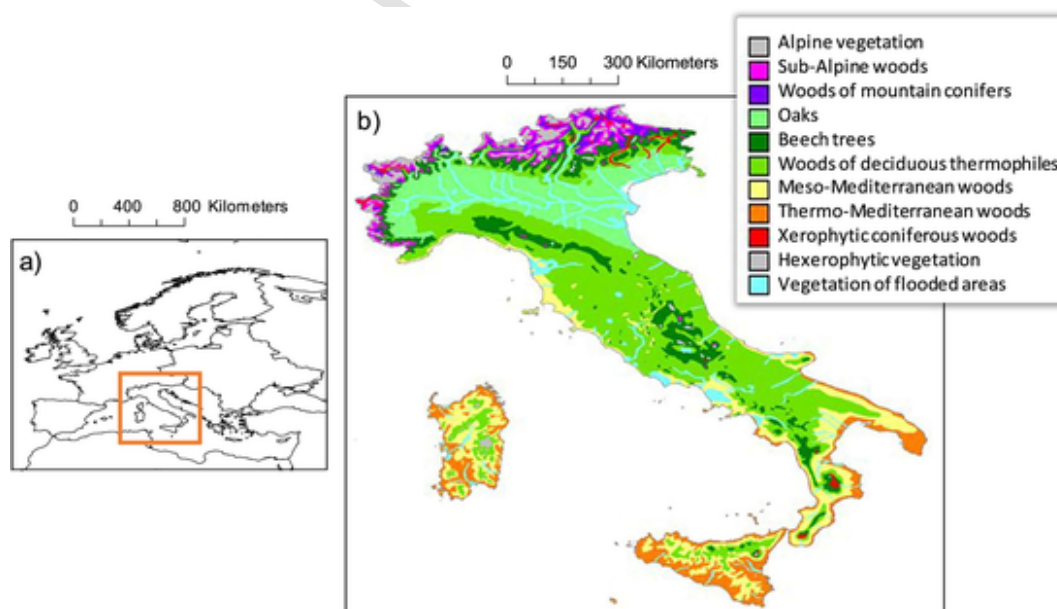 0 400 800 Kilometers
a)
0 150 300 Kilometers
b)
Alpine vegetation
Sub-Alpine woods
Woods of mountain conifers
Oaks
Beech trees
Woods of deciduous thermophiles
Meso-Mediterranean woods
Thermo-Mediterranean woods
Xerophytic coniferous woods
Hexerophytic vegetation
Vegetation of flooded areas